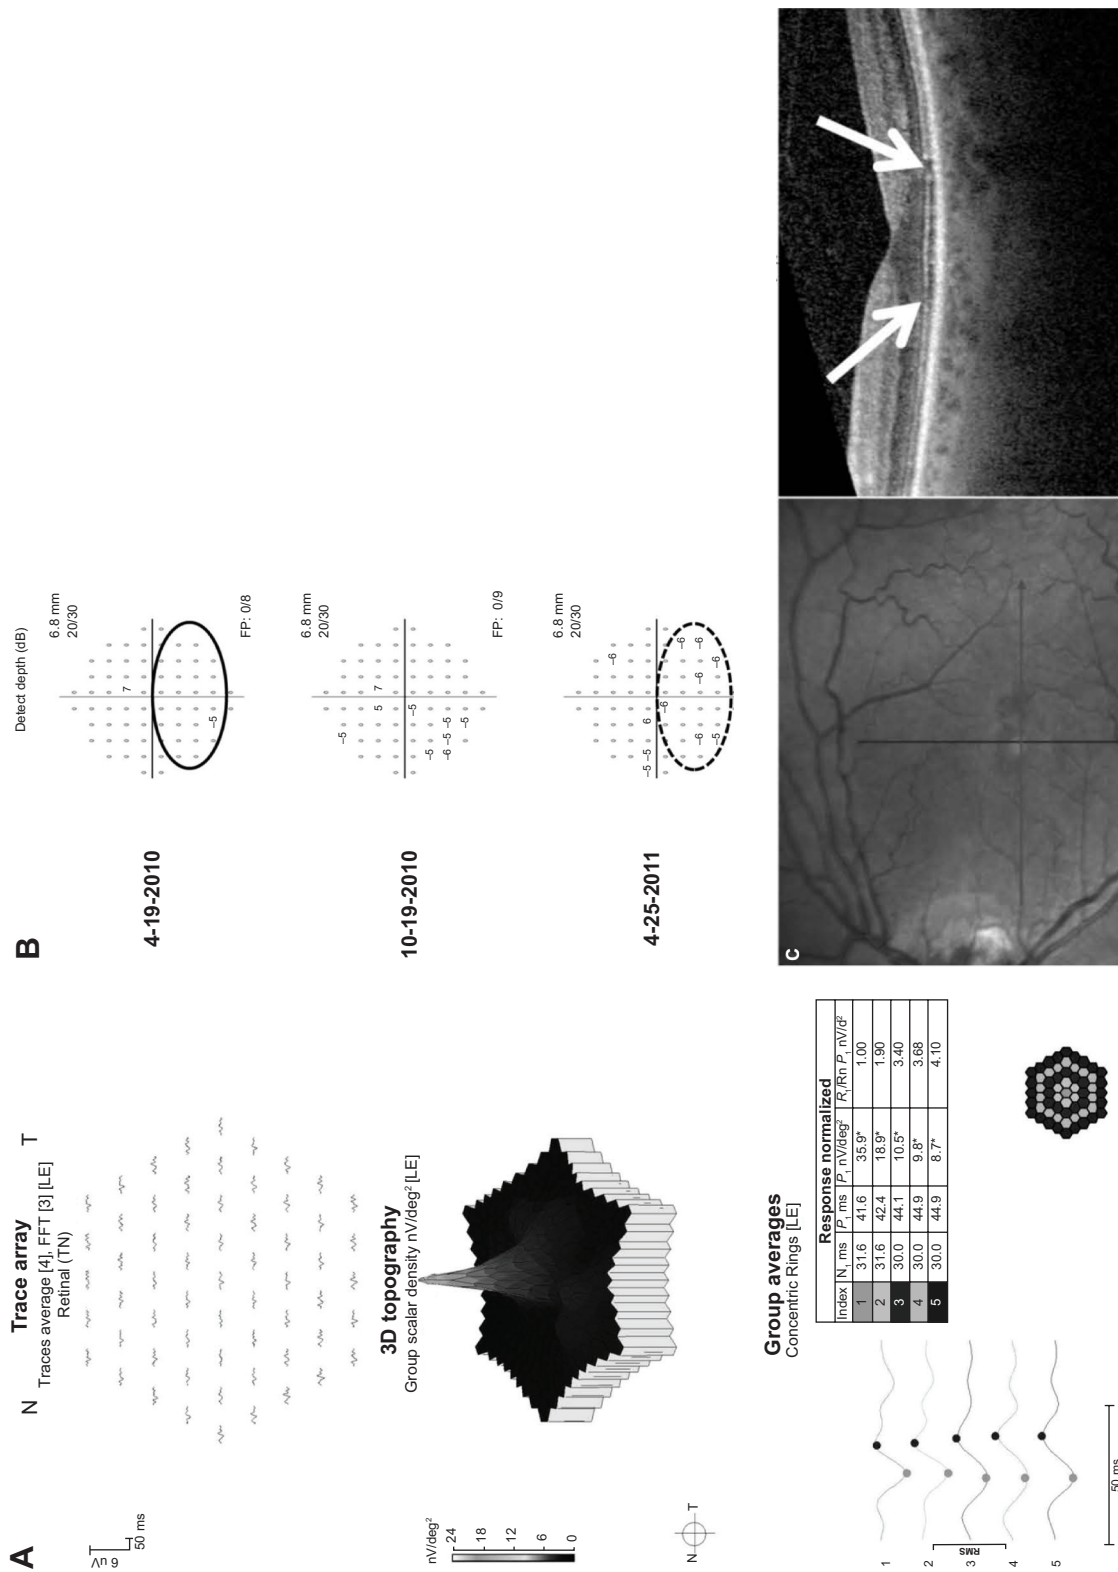 A
Trace array
N
T
Traces average [4], FFT [3] [LE]
Retinal (TN)
6 uV
50 ms
3D topography
Group scalar density nV/deg²  [LE]
nV/deg²
24
18
12
6
0
N
T
Group averages
Concentric Rings [LE]
1
2
3
4
5
RMS
50 ms
Response normalized
Index N₁ ms P₁ ms P₁ nV/deg² R₁/Rn P₁ nV/d²
1 31.6 41.6 35.9* 1.00
2 31.6 42.4 18.9* 1.90
3 30.0 44.1 10.5* 3.40
4 30.0 44.9 9.8* 3.68
5 30.0 44.9 8.7* 4.10
B
Detect depth (dB)
4-19-2010
6.8 mm
20/30
7
–5
FP: 0/8
10-19-2010
6.8 mm
20/30
7
–5 5
–5
–5 –5
–6 –5
–5
FP: 0/9
4-25-2011
6.8 mm
20/30
–6
–5 –5 6
–6
–6
–6 –6 –6
–5 –6
C